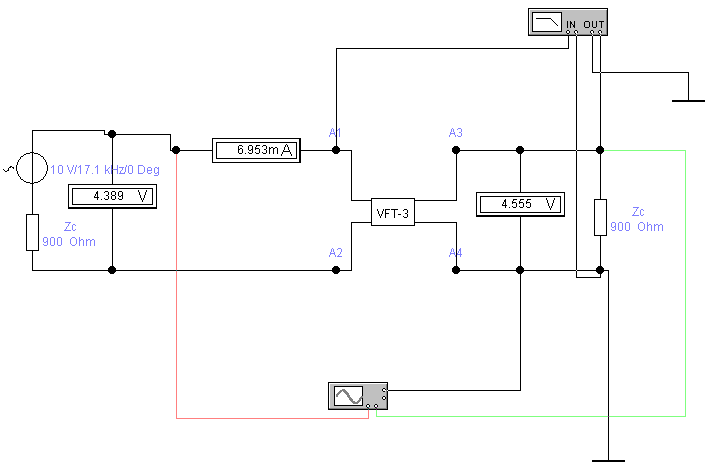 IN OUT
A1
A3
6.953m A
10 V/17.1 kHz/0 Deg
4.389 V
4.555 V
VFT-3
Zc
900 Ohm
Zc
900 Ohm
A2
A4